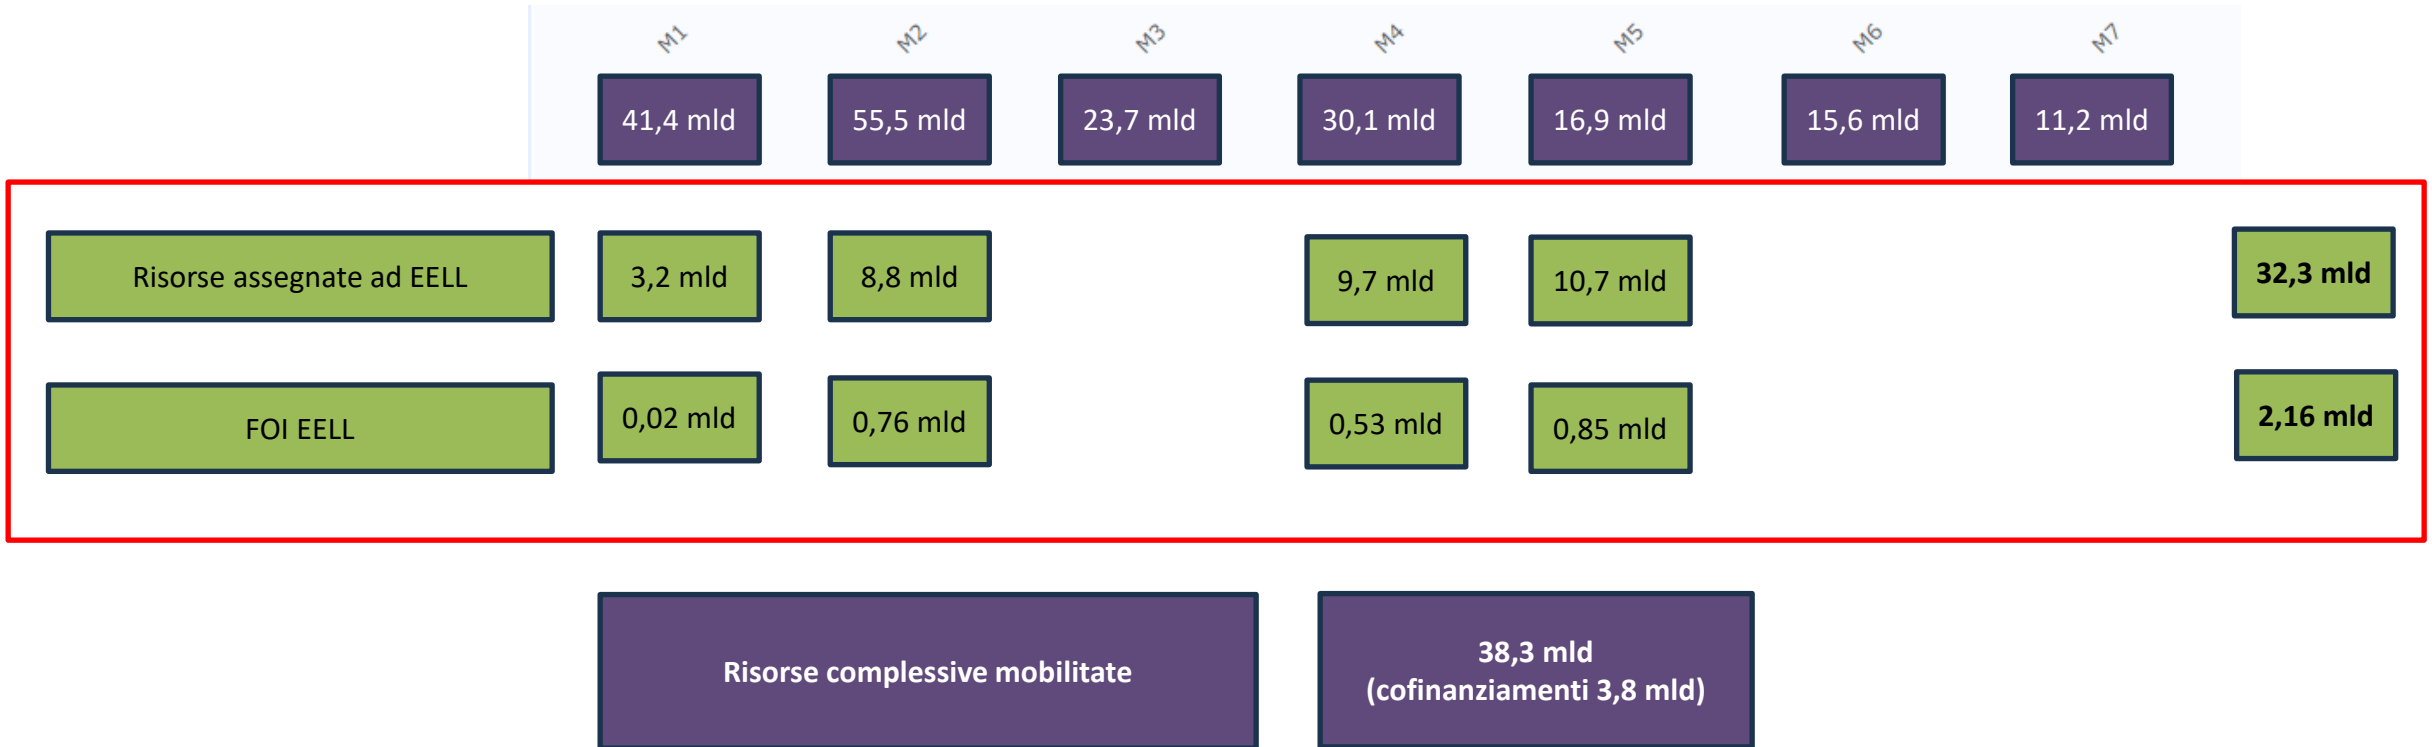 M1 M2 M3 M4 M5 M6 M7
41,4 mld 55,5 mld 23,7 mld 30,1 mld 16,9 mld 15,6 mld 11,2 mld
Risorse assegnate ad EELL 3,2 mld 8,8 mld 9,7 mld 10,7 mld 32,3 mld
FOI EELL 0,02 mld 0,76 mld 0,53 mld 0,85 mld 2,16 mld
Risorse complessive mobilitate
38,3 mld
(cofinanziamenti 3,8 mld)